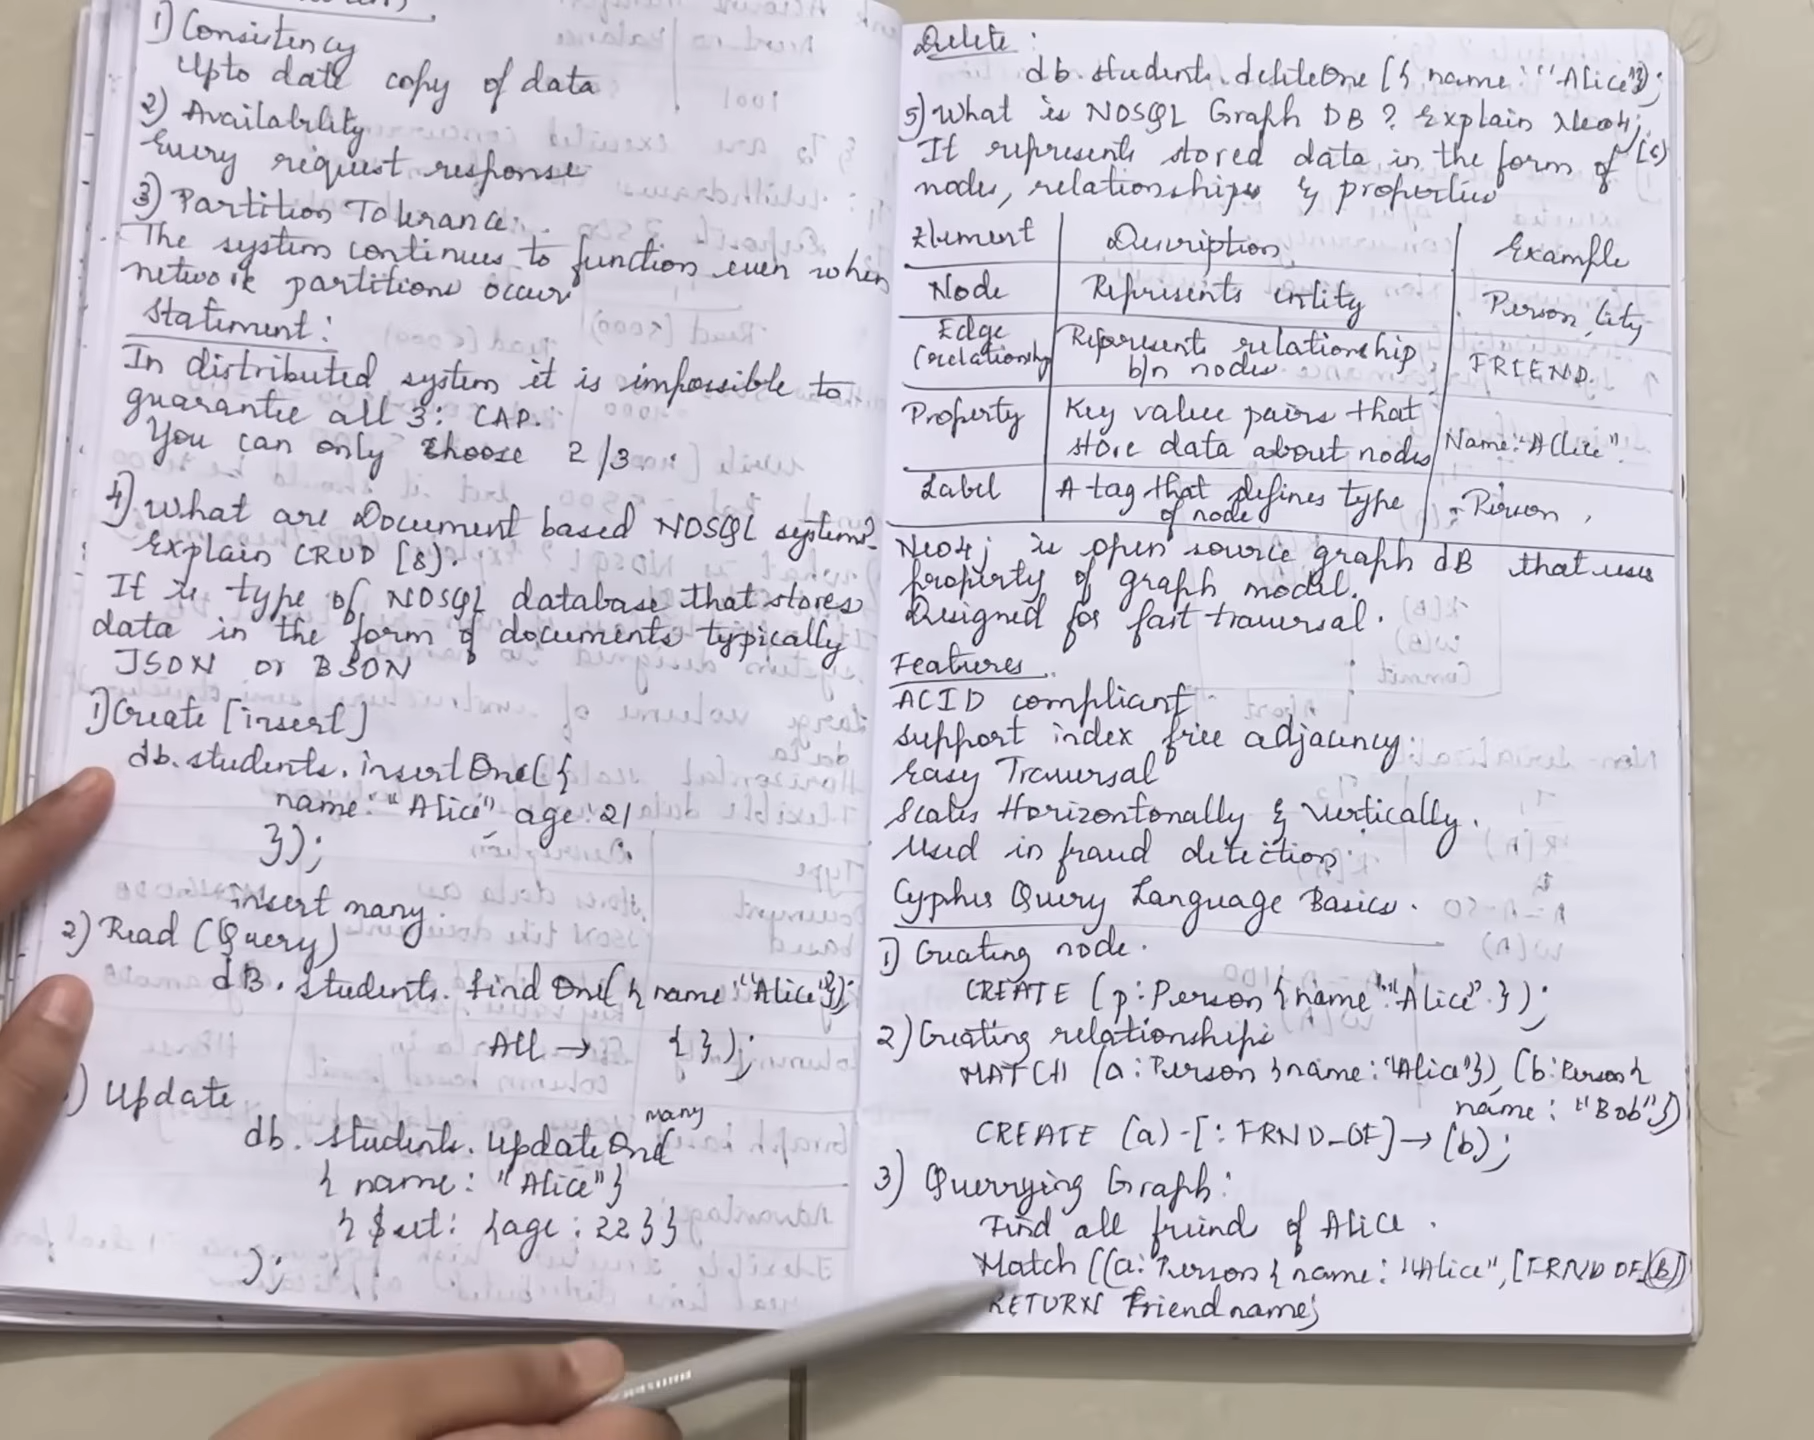 1) Consistency
Upto date copy of data
2) Availability
Every request response
3) Partition Tolerance:
The system continues to function even when
network partitions occur
Statement:
In distributed system it is impossible to
guarantee all 3: CAP.
You can only choose 2/3.
4) What are Document based NOSQL systems?
Explain CRUD [8].
It is type of NOSQL database that stores
data in the form of documents typically
JSON or BSON
1) Create [insert]
db.students.insertOne({
name: "Alice", age: 21
});
insert many.
2) Read (Query)
dB.students.find One({ name: "Alice"});
All → { });
) Update
many
db.students.updateOne(
{ name: "Alice"}
{ $set: {age: 22}}
);
Delete:
db.students.deleteOne [{ name: "Alice"});
5) What is NOSQL Graph DB? Explain Neo4j.
It represents stored data in the form of
nodes, relationships & properties
Element | Description | Example
Node | Represents entity | Person, City
Edge (relationship | Represents relationship b/n nodes | FRIEND.
Property | Key value pairs that store data about nodes | Name: "Alice".
Label | A tag that defines type of node | :Person
Neo4j is open source graph dB that uses
property of graph model.
Designed for fast traversal.
Features
ACID compliant
Support index free adjacency
Easy Traversal
Scales Horizontonally & Vertically.
Used in fraud detection
Cypher Query Language Basics.
1) Creating node.
CREATE (p:Person {name: "Alice" });
2) Creating relationships
MATCH (a:Person {name: "Alice"}), (b:Person{
name: "Bob"})
CREATE (a)-[:FRND_OF]→(b);
3) Querrying Graph:
Find all friends of Alice.
Match ((a: Person { name: "Alice", [FRND OF (B)]
RETURN Friendname;